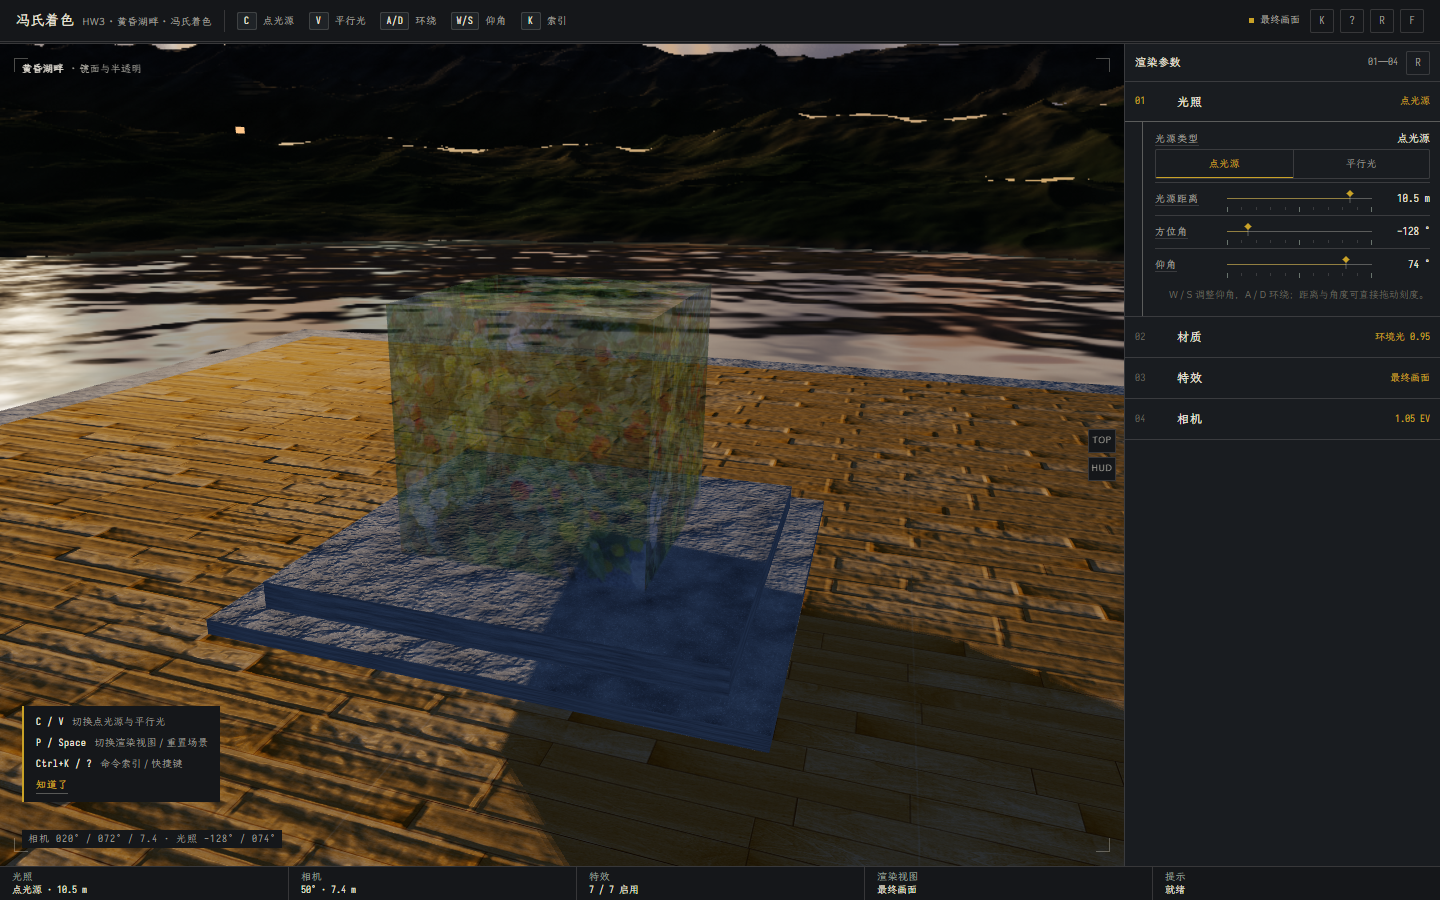 冯氏着色 HW3・黄昏湖畔・冯氏着色 C 点光源 V 平行光 A/D 环绕 W/S 仰角 K 索引 最终画面 K ? R F
黄昏湖畔 ・镜面与半透明
渲染参数 01—04 R
01 光照 点光源
光源类型 点光源
点光源 平行光
光源距离 10.5 m
方位角 -128 °
仰角 74 °
W/S 调整仰角, A/D 环绕; 距离与角度可直接拖动刻度。
02 材质 环境光 0.95
03 特效 最终画面
04 相机 1.05 EV
TOP
HUD
C / V 切换点光源与平行光
P / Space 切换渲染视图/重置场景
Ctrl+K / ? 命令索引/快捷键
知道了
相机 020° / 072° / 7.4 · 光照 -128° / 074°
光照
点光源 · 10.5 m
相机
50° · 7.4 m
特效
7 / 7 启用
渲染视图
最终画面
提示
就绪